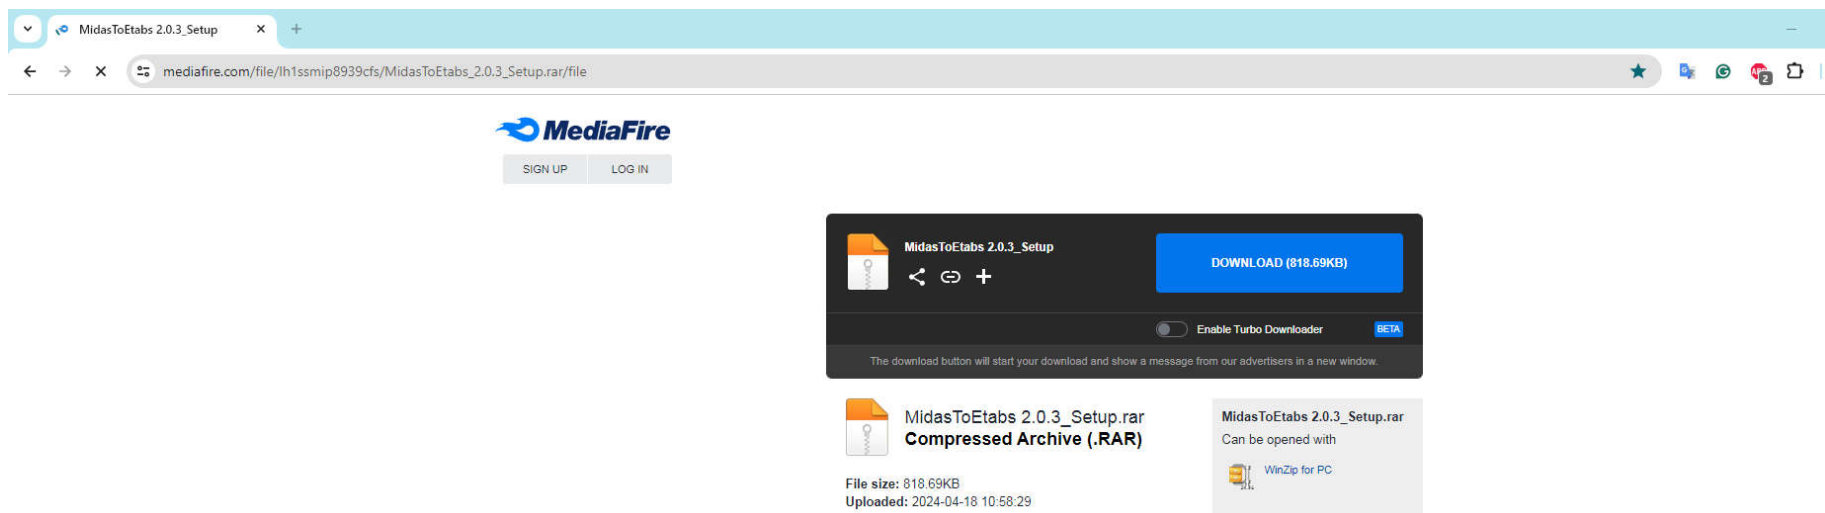 MidasToEtabs 2.0.3_Setup
mediafire.com/file/lh1ssmip8939cfs/MidasToEtabs_2.0.3_Setup.rar/file
ABP
2
MediaFire
SIGN UP
LOG IN
MidasToEtabs 2.0.3_Setup
DOWNLOAD (818.69KB)
Enable Turbo Downloader
BETA
The download button will start your download and show a message from our advertisers in a new window.
MidasToEtabs 2.0.3_Setup.rar
Compressed Archive (.RAR)
File size: 818.69KB
Uploaded: 2024-04-18 10:58:29
MidasToEtabs 2.0.3_Setup.rar
Can be opened with
WinZip for PC